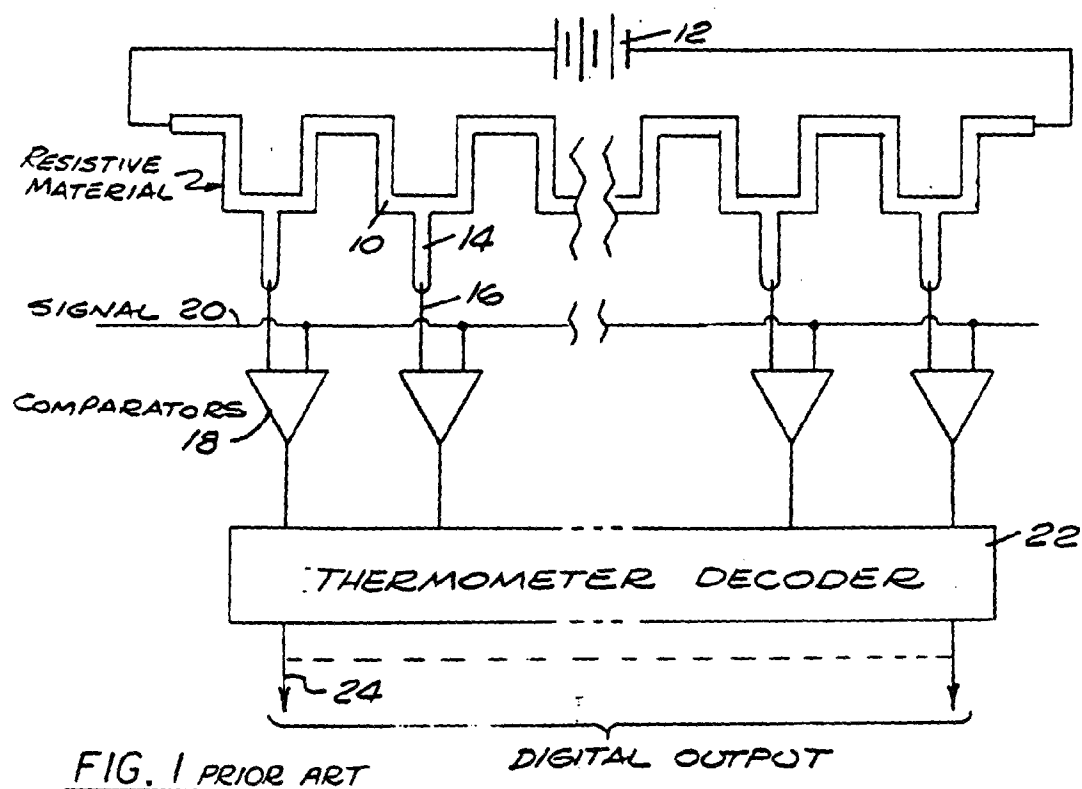 12
RESISTIVE
MATERIAL
10
14
16
SIGNAL 20
COMPARATORS
18
22
THERMOMETER DECODER
24
DIGITAL OUTPUT
FIG. 1 PRIOR ART